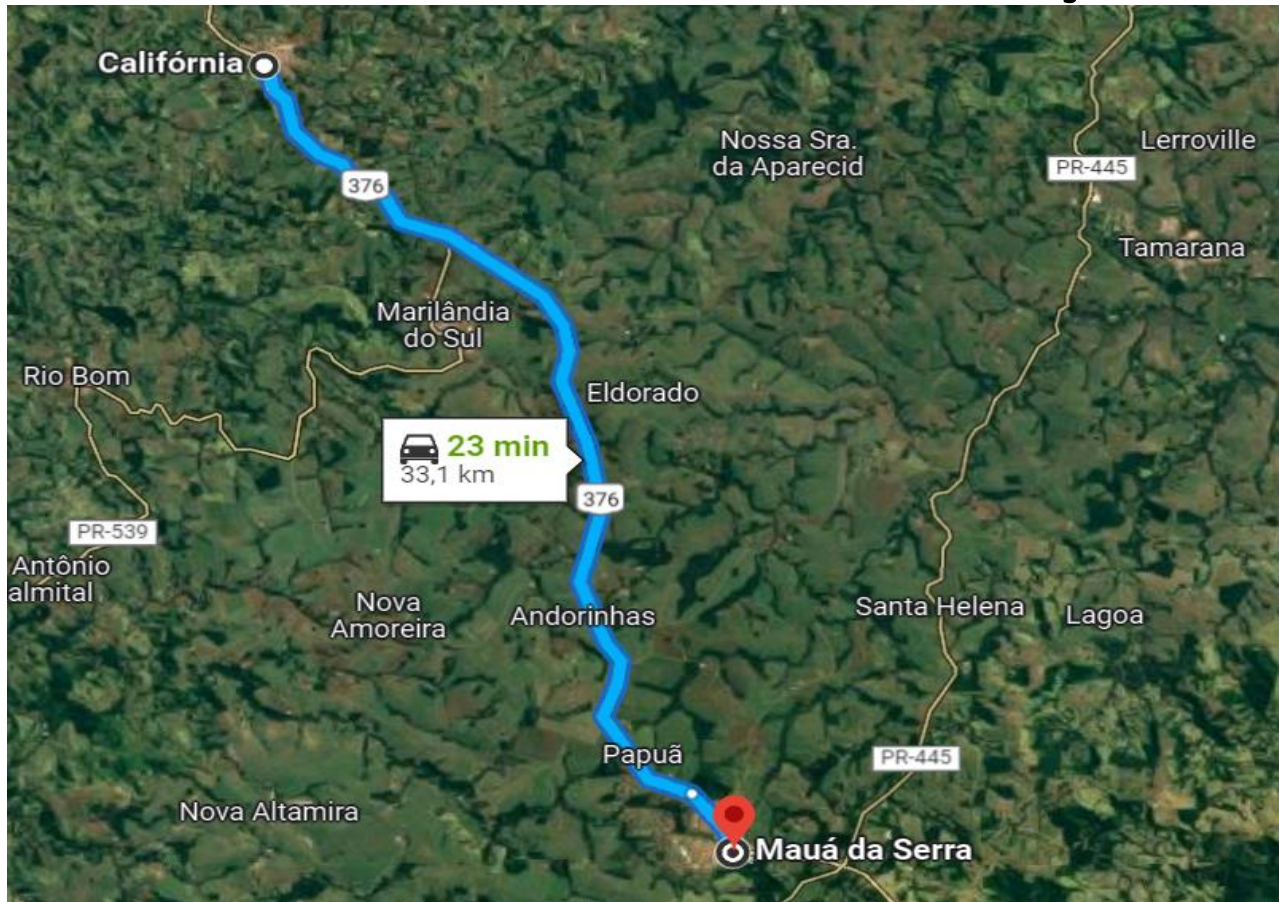 Califórnia
Nossa Sra.
da Aparecid
PR-445
Lerroville
376
Tamarana
Marilândia
do Sul
Rio Bom
Eldorado
23 min
33,1 km
376
PR-539
Antônio
almital
Nova
Amoreira
Andorinhas
Santa Helena
Lagoa
Papuã
PR-445
Nova Altamira
Mauá da Serra